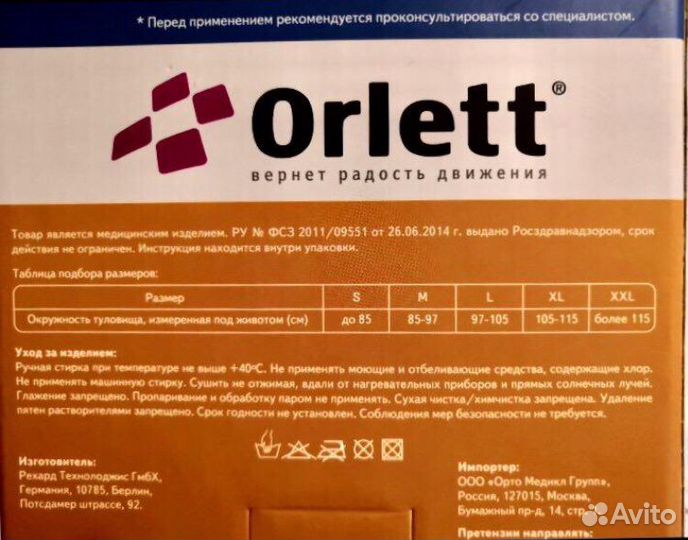 * Перед применением рекомендуется проконсультироваться со специалистом.
Orlett®
вернет радость движения
Товар является медицинским изделием. РУ № ФСЗ 2011/09551 от 26.06.2014 г. выдано Росздравнадзором, срок
действия не ограничен. Инструкция находится внутри упаковки.
Таблица подбора размеров:
Размер S M L XL XXL
Окружность туловища, измеренная под животом (см) до 85 85-97 97-105 105-115 более 115
Уход за изделием:
Ручная стирка при температуре не выше +40°С. Не применять моющие и отбеливающие средства, содержащие хлор.
Не применять машинную стирку. Сушить не отжимая, вдали от нагревательных приборов и прямых солнечных лучей.
Глажение запрещено. Пропаривание и обработку паром не применять. Сухая чистка/химчистка запрещена. Удаление
пятен растворителями запрещено. Срок годности не установлен. Соблюдения мер безопасности не требуется.
Изготовитель:
Рехард Технолоджис ГмбХ,
Германия, 10785, Берлин,
Потсдамер штрассе, 92.
Импортер:
ООО «Орто Медикл Групп»,
Россия, 127015, Москва,
Бумажный пр-д, 14, стр.
Претензии направлять:
Avito